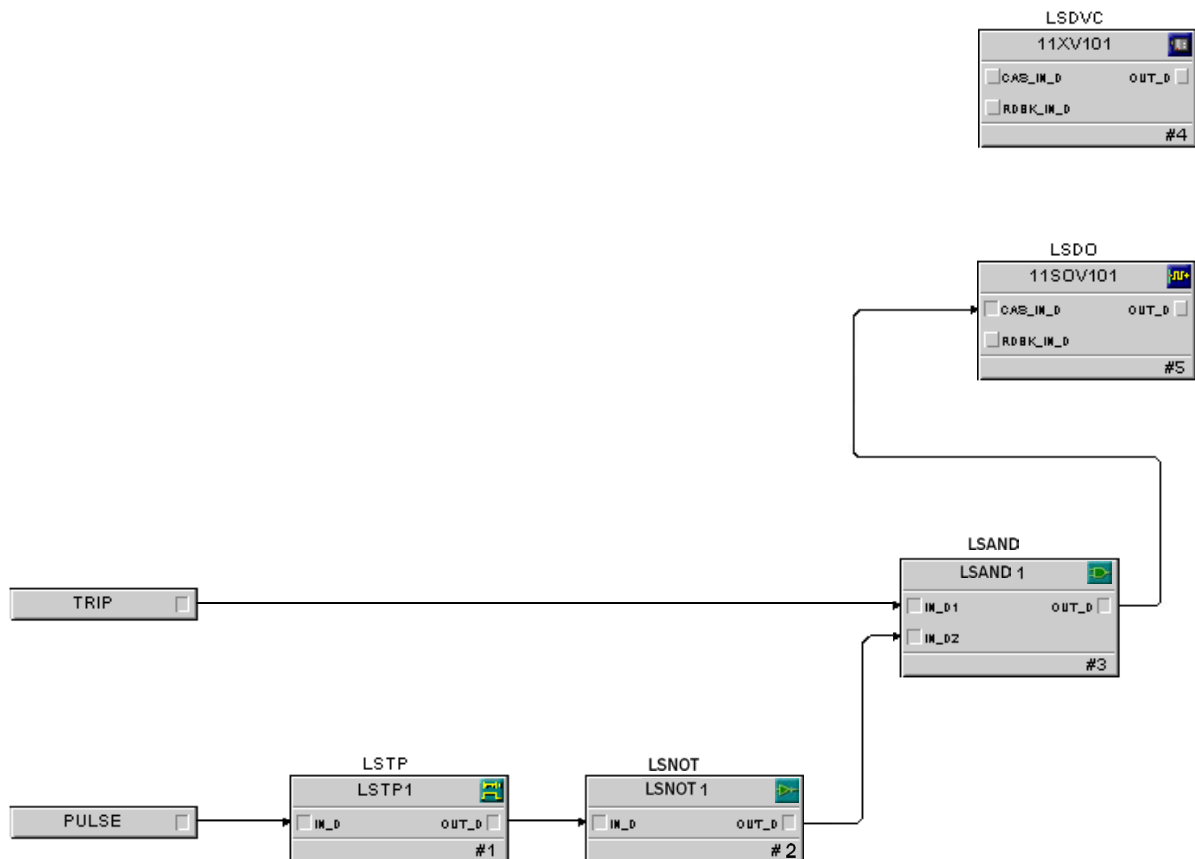 LSDVC
11XV101
CAS_IN_D OUT_D
RDBK_IN_D
#4
LSDO
11SOV101
CAS_IN_D OUT_D
RDBK_IN_D
#5
LSAND
LSAND 1
TRIP
IN_D1 OUT_D
IN_D2
#3
LSTP
LSTP1
LSNOT
LSNOT 1
PULSE
IN_D OUT_D
#1
IN_D OUT_D
# 2